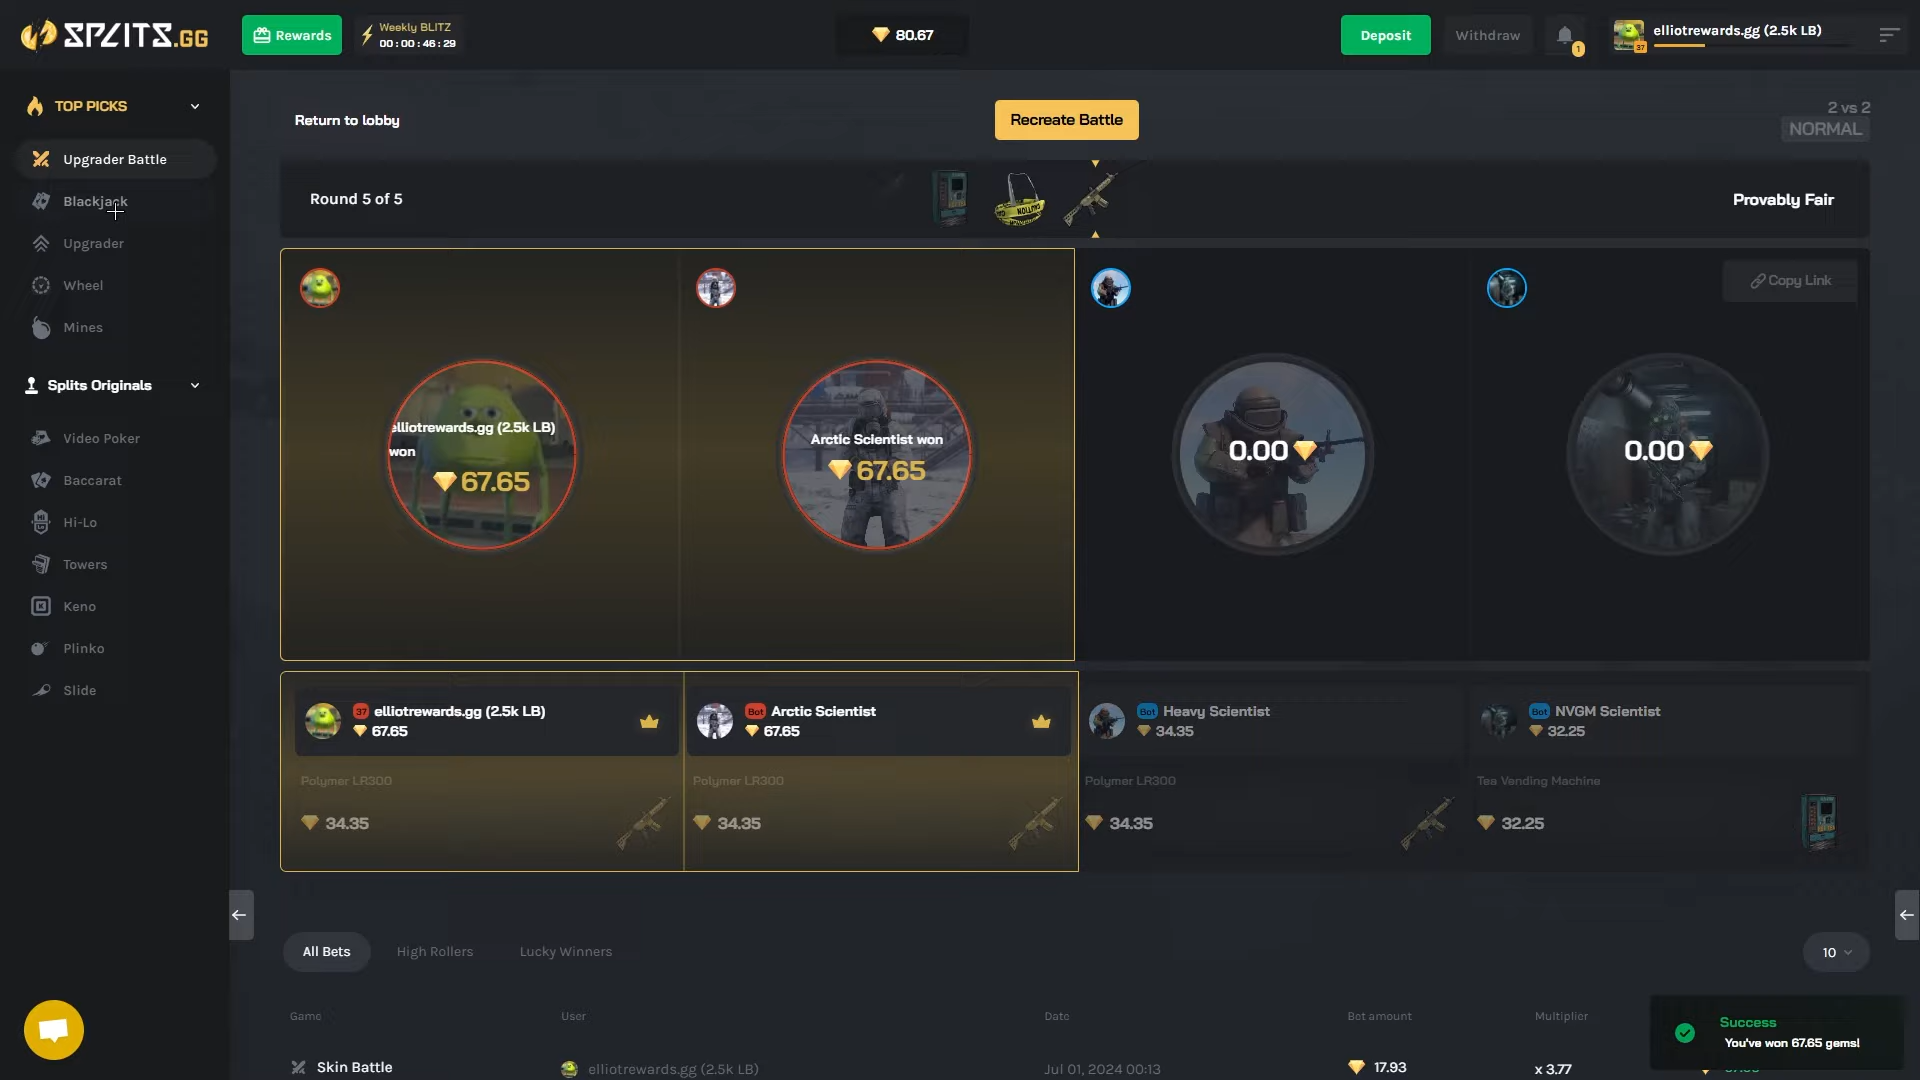 SPLITS.GG
Rewards
Weekly BLITZ
00 : 00 : 46 : 29
80.67
Deposit
Withdraw
1
37
elliotrewards.gg (2.5k LB)
TOP PICKS
Upgrader Battle
Blackjack
Upgrader
Wheel
Mines
Splits Originals
Video Poker
Baccarat
Hi-Lo
Towers
Keno
Plinko
Slide
Return to lobby
Recreate Battle
2 vs 2
NORMAL
Round 5 of 5
Provably Fair
Copy Link
elliotrewards.gg (2.5k LB)
won
67.65
Arctic Scientist won
67.65
0.00
0.00
37 elliotrewards.gg (2.5k LB)
67.65
Bot Arctic Scientist
67.65
Bot Heavy Scientist
34.35
Bot NVGM Scientist
32.25
Polymer LR300
34.35
Polymer LR300
34.35
Polymer LR300
34.35
Tea Vending Machine
32.25
All Bets
High Rollers
Lucky Winners
10
Game
User
Date
Bet amount
Multiplier
Skin Battle
elliotrewards.gg (2.5k LB)
Jul 01, 2024 00:13
17.93
x 3.77
Success
You've won 67.65 gems!